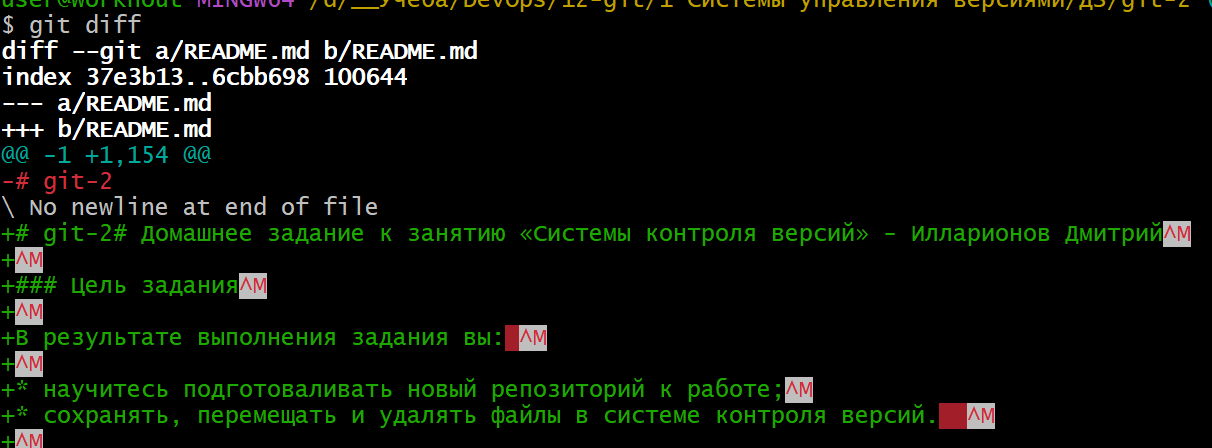 user@WorkNout MINGW64 /d/__Учеба/DevOps/12-git/1 Системы управления версиями/ДЗ/git-2
$ git diff
diff --git a/README.md b/README.md
index 37e3b13..6cbb698 100644
--- a/README.md
+++ b/README.md
@@ -1 +1,154 @@
-# git-2
\ No newline at end of file
+# git-2# Домашнее задание к занятию «Системы контроля версий» - Илларионов Дмитрий^M
+^M
+### Цель задания^M
+^M
+В результате выполнения задания вы: ^M
+^M
+* научитесь подготоваливать новый репозиторий к работе;^M
+* сохранять, перемещать и удалять файлы в системе контроля версий.  ^M
+^M